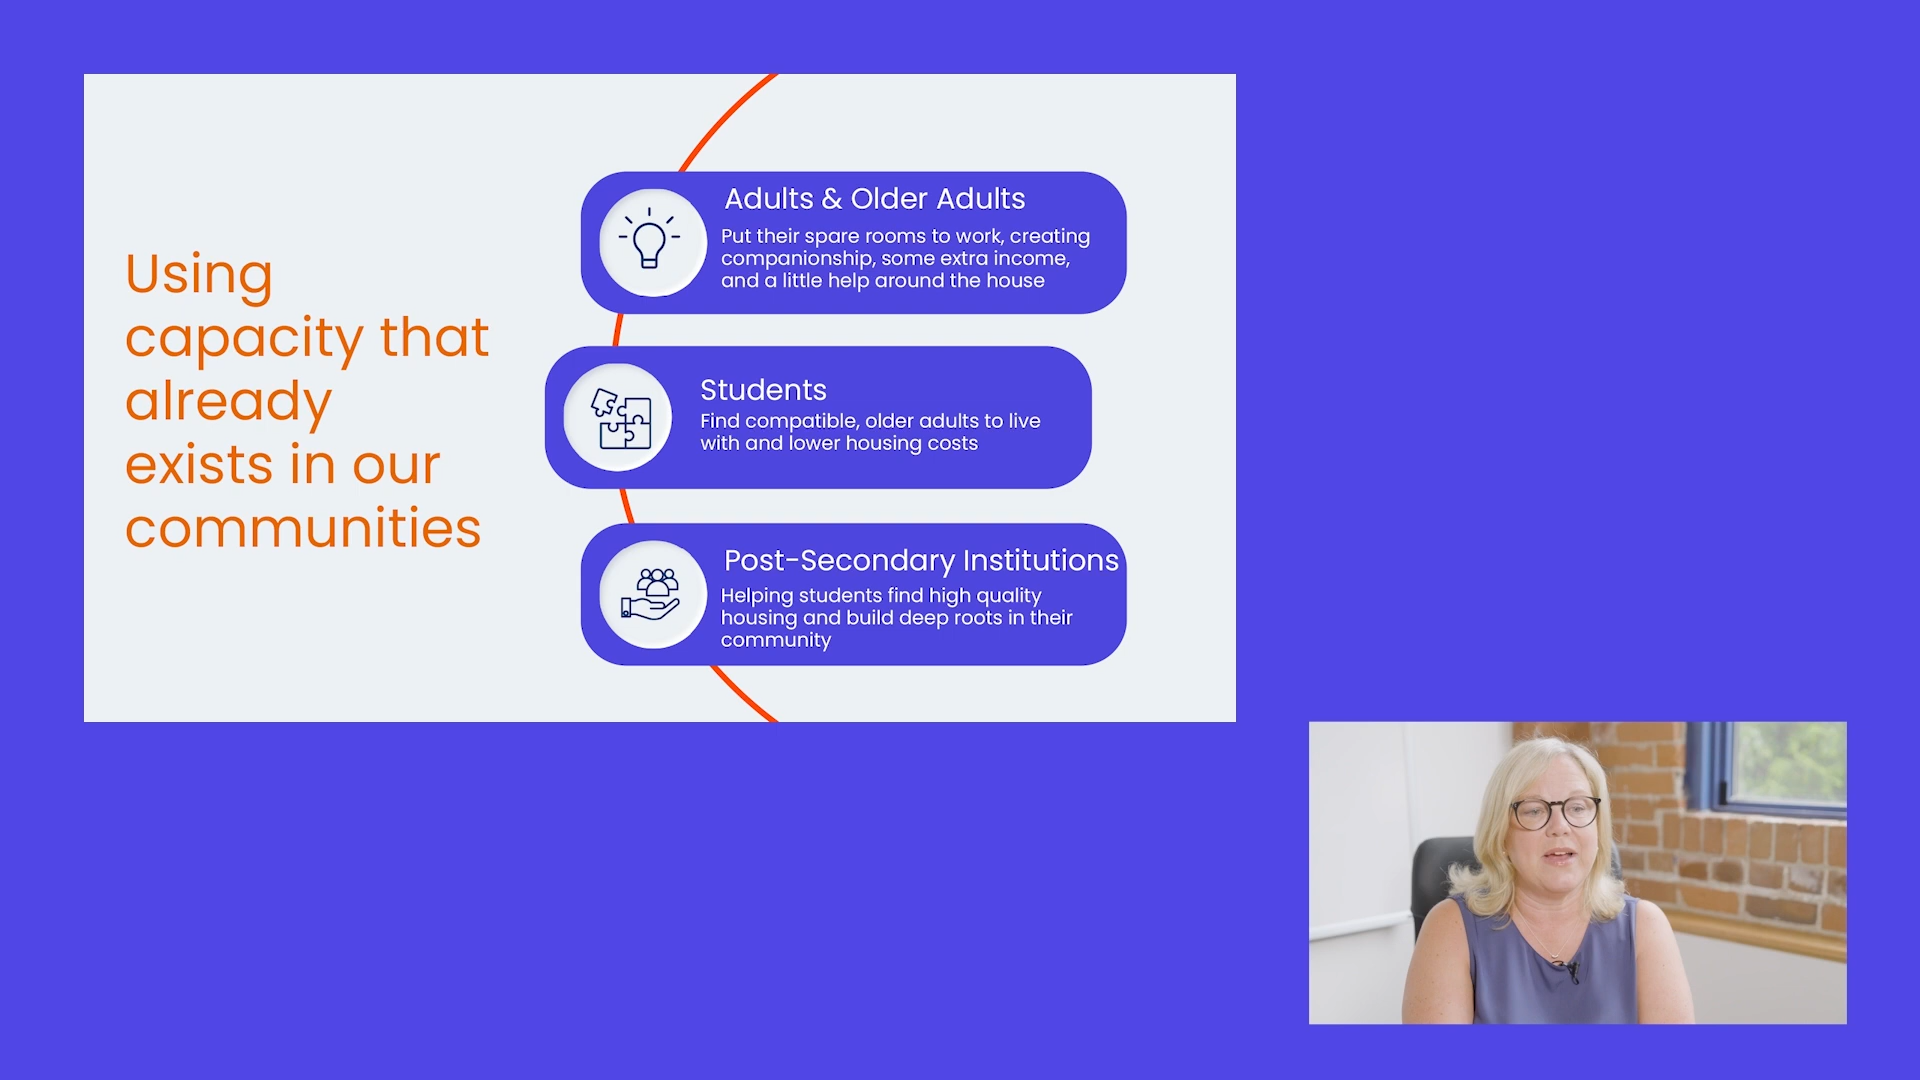 Using
capacity that
already
exists in our
communities
Adults & Older Adults
Put their spare rooms to work, creating
companionship, some extra income,
and a little help around the house
Students
Find compatible, older adults to live
with and lower housing costs
Post-Secondary Institutions
Helping students find high quality
housing and build deep roots in their
community